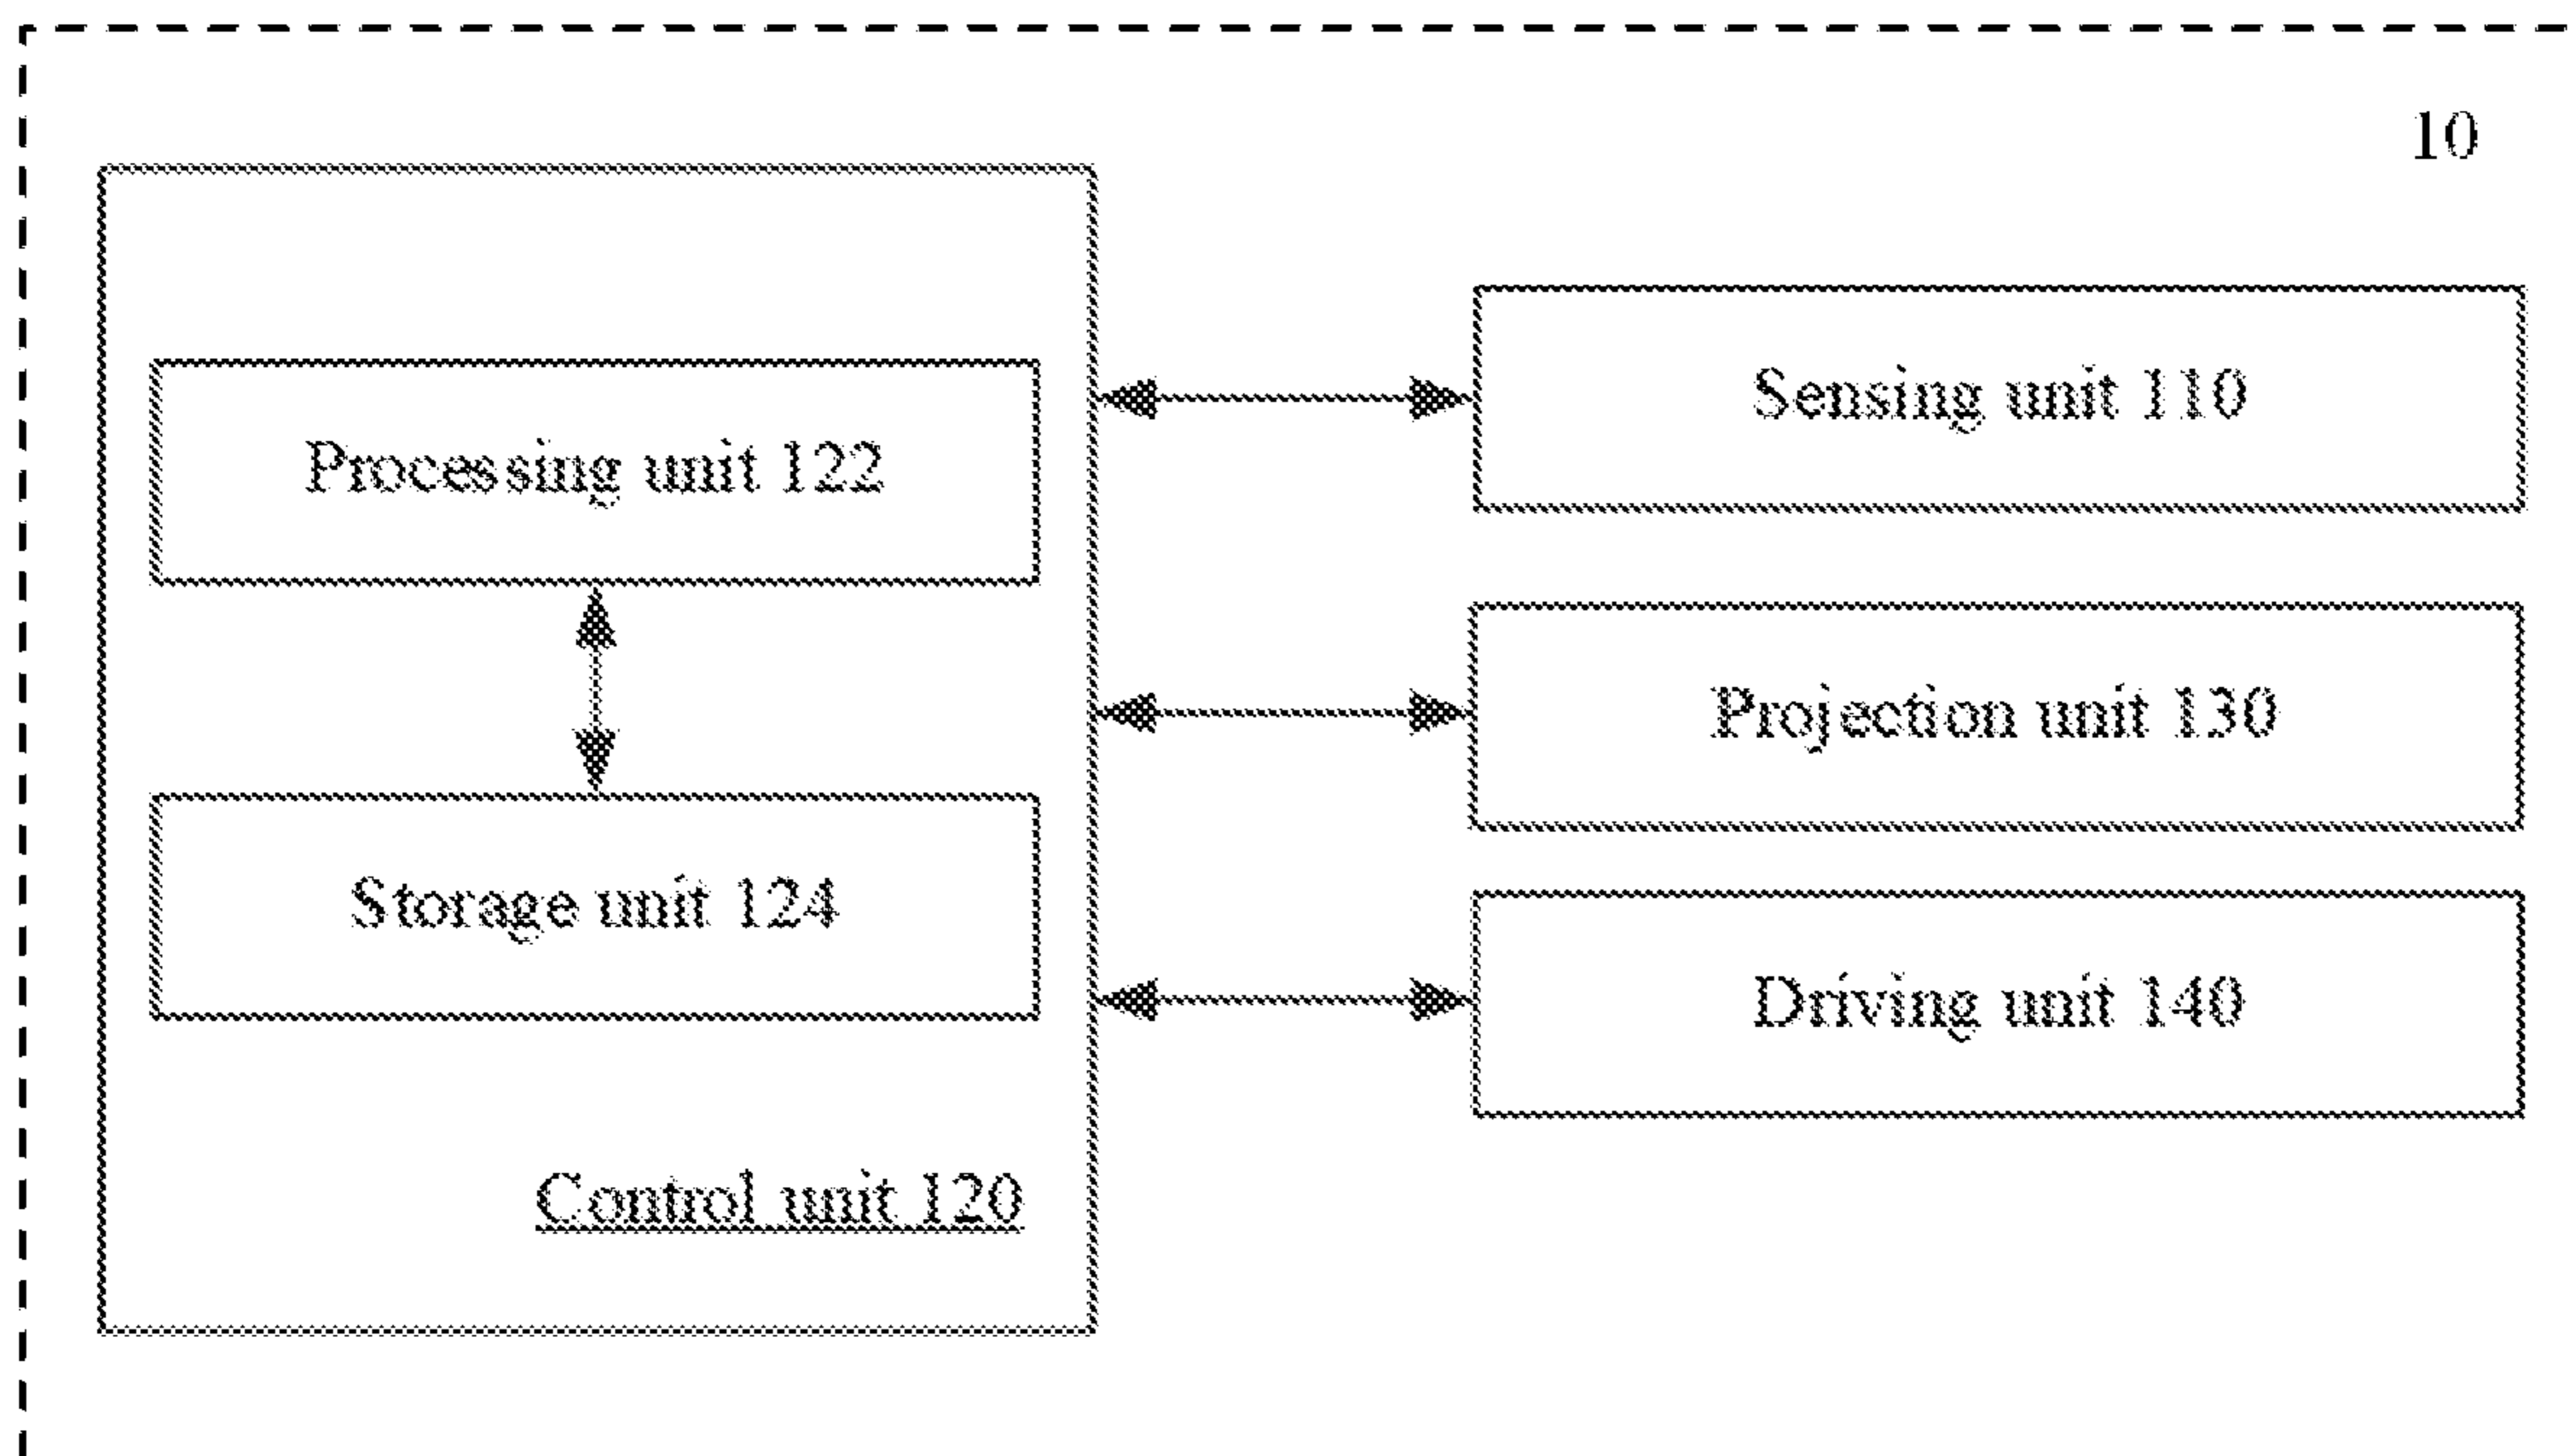 10
Processing unit 122
Storage unit 124
Control unit 120
Sensing unit 110
Projection unit 130
Driving unit 140